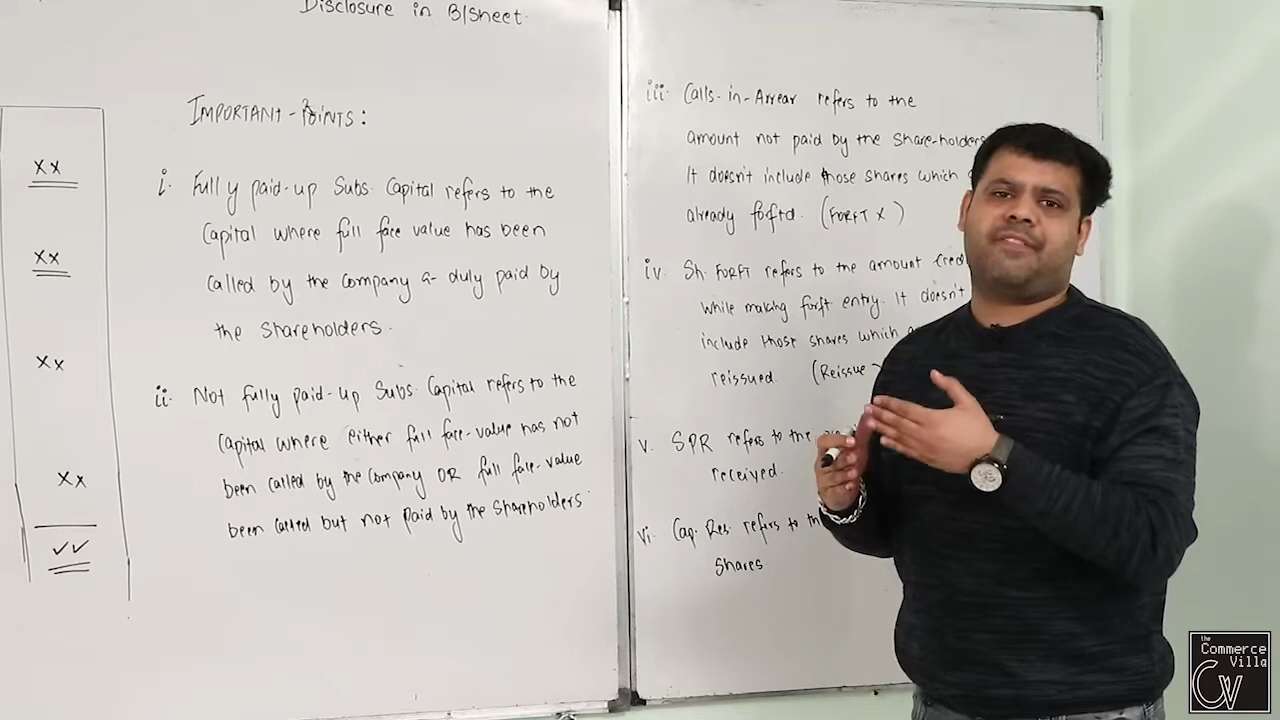 Disclosure in B/Sheet.
IMPORTANT-POINTS:
xx
xx
xx
xx
✓✓
i. Fully paid-up Subs. Capital refers to the
Capital where full face value has been
Called by the Company & duly paid by
the Shareholders.
ii. Not fully paid-up Subs. Capital refers to the
Capital where either full face-value has not
been called by the Company OR full face-value
been called but not paid by the Shareholders.
iii. Calls-in-Arrear refers to the
amount not paid by the Share-holders
It doesn't include those shares which
already forftd. (FORFT X)
iv. Sh. FORFT refers to the amount
while making forft entry. It doesn't
include those shares which
reissued. (Reissue
v. SPR refers to the
received.
vi. Cap. Res. refers to the
Shares
the
Commerce
Villa
CV